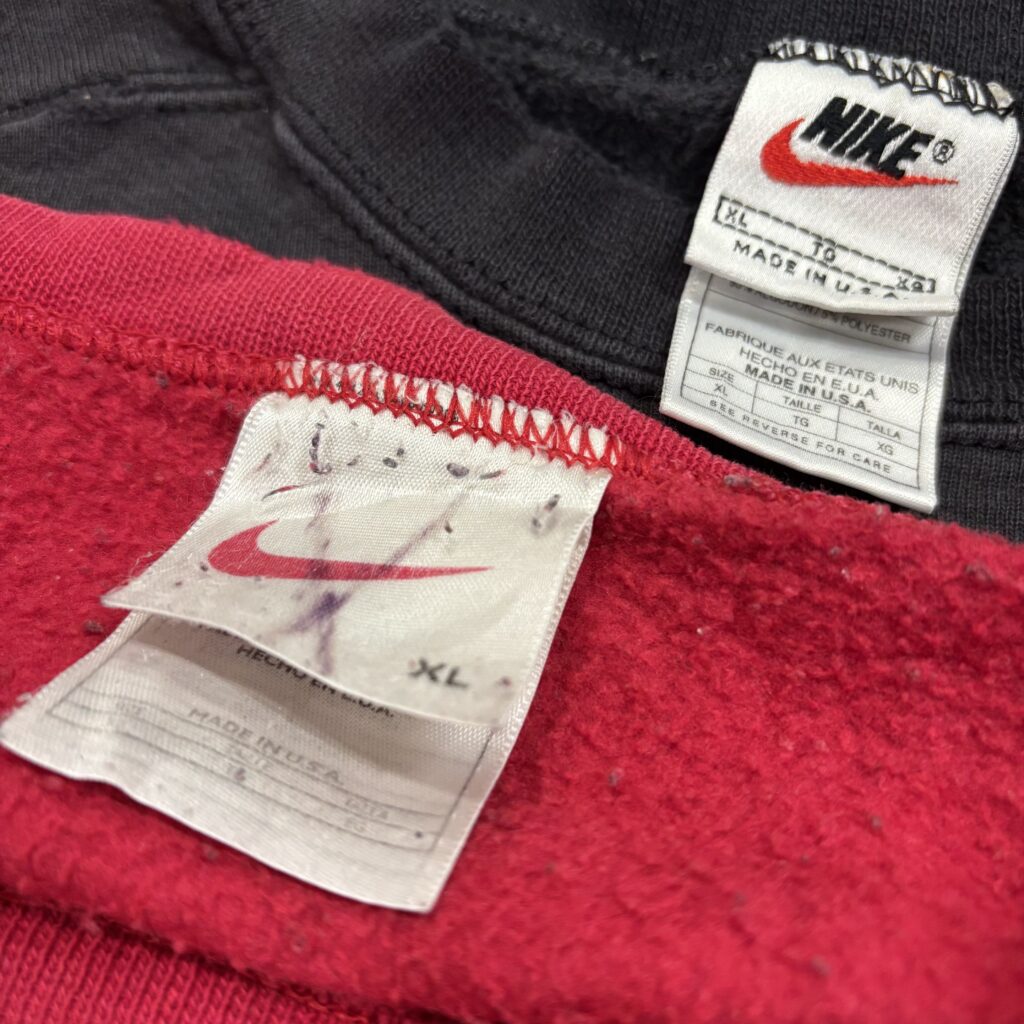 NIKE®
XL
TG
XG
MADE IN U.S.A.
POLYESTER
FABRIQUE AUX ETATS UNIS
HECHO EN E.U.A.
MADE IN U.S.A.
SIZE TAILLE TALLA
XL TG XG
SEE REVERSE FOR CARE
XL
HECHO EN E.U.A.
MADE IN U.S.A.